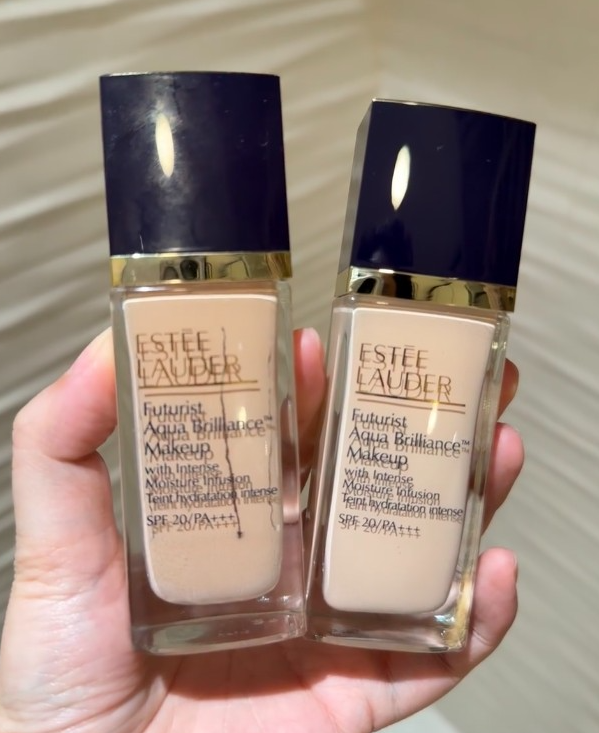 ESTĒE
LAUDER
Futurist
Aqua Brilliance™
Makeup
with Intense
Moisture Infusion
Teint hydratation intense
SPF 20/PA+++
ESTĒE
LAUDER
Futurist
Aqua Brilliance™
Makeup
with Intense
Moisture Infusion
Teint hydratation intense
SPF 20/PA+++